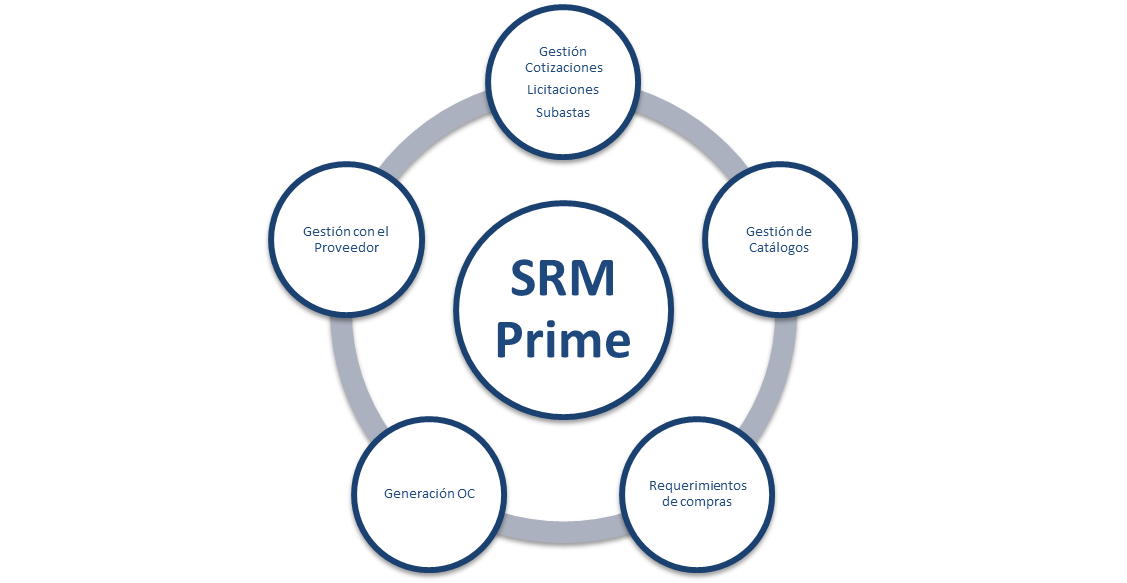 Gestión
Cotizaciones
Licitaciones
Subastas
Gestión con el
Proveedor
Gestión de
Catálogos
SRM
Prime
Generación OC
Requerimientos
de compras